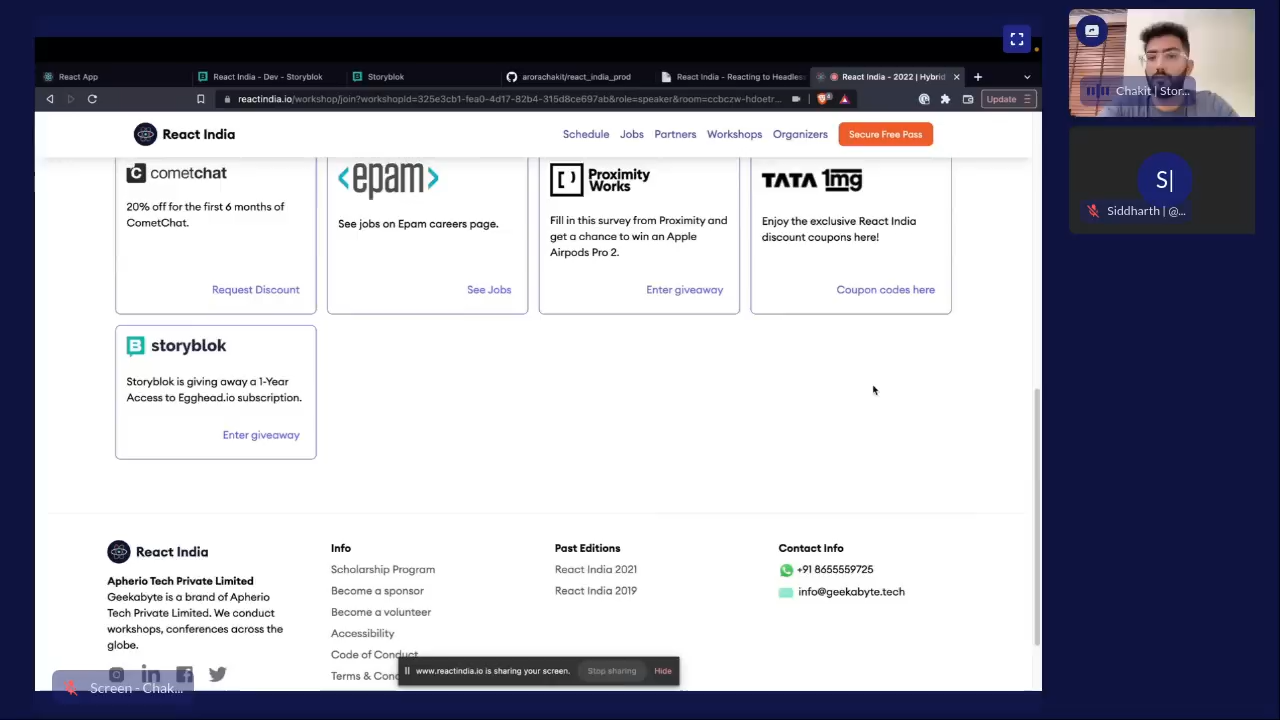 React App
React India - Dev - Storyblok
Storyblok
arorachakit/react_india_prod
React India - Reacting to Headles
React India - 2022 | Hybrid
reactindia.io/workshop/join?workshopId=325e3cb1-fea0-4d17-82b4-315d8ce697ab&role=speaker&room=ccbczw-hdoetr...
Update
React India
Schedule
Jobs
Partners
Workshops
Organizers
Secure Free Pass
cometchat
20% off for the first 6 months of
CometChat.
Request Discount
<epam>
See jobs on Epam careers page.
See Jobs
Proximity
Works
Fill in this survey from Proximity and
get a chance to win an Apple
Airpods Pro 2.
Enter giveaway
TATA 1mg
Enjoy the exclusive React India
discount coupons here!
Coupon codes here
storyblok
Storyblok is giving away a 1-Year
Access to Egghead.io subscription.
Enter giveaway
React India
Apherio Tech Private Limited
Geekabyte is a brand of Apherio
Tech Private Limited. We conduct
workshops, conferences across the
globe.
Info
Scholarship Program
Become a sponsor
Become a volunteer
Accessibility
Code of Conduct
Terms & Con
Past Editions
React India 2021
React India 2019
Contact Info
+91 8655559725
info@geekabyte.tech
www.reactindia.io is sharing your screen.
Stop sharing
Hide
Screen - Chak...
Chakit | Stor...
S|
Siddharth | @...